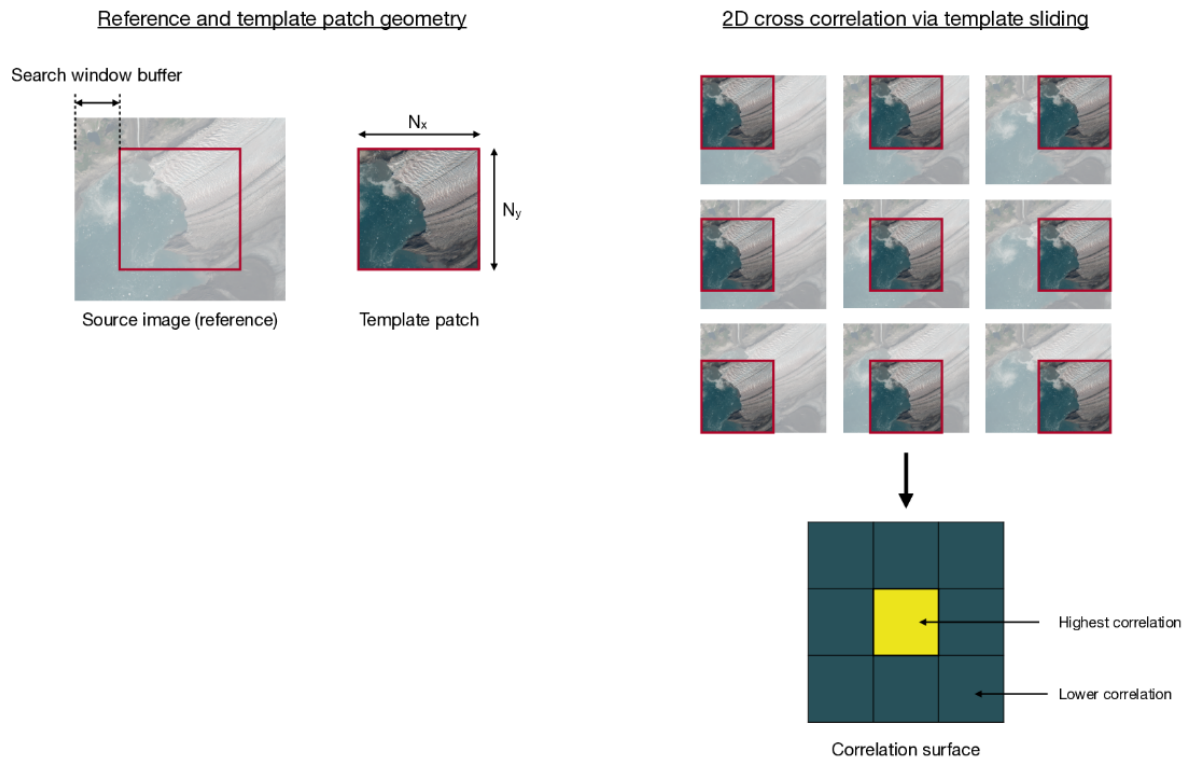 Reference and template patch geometry
Search window buffer
Nx
Ny
Source image (reference)
Template patch
2D cross correlation via template sliding
Highest correlation
Lower correlation
Correlation surface